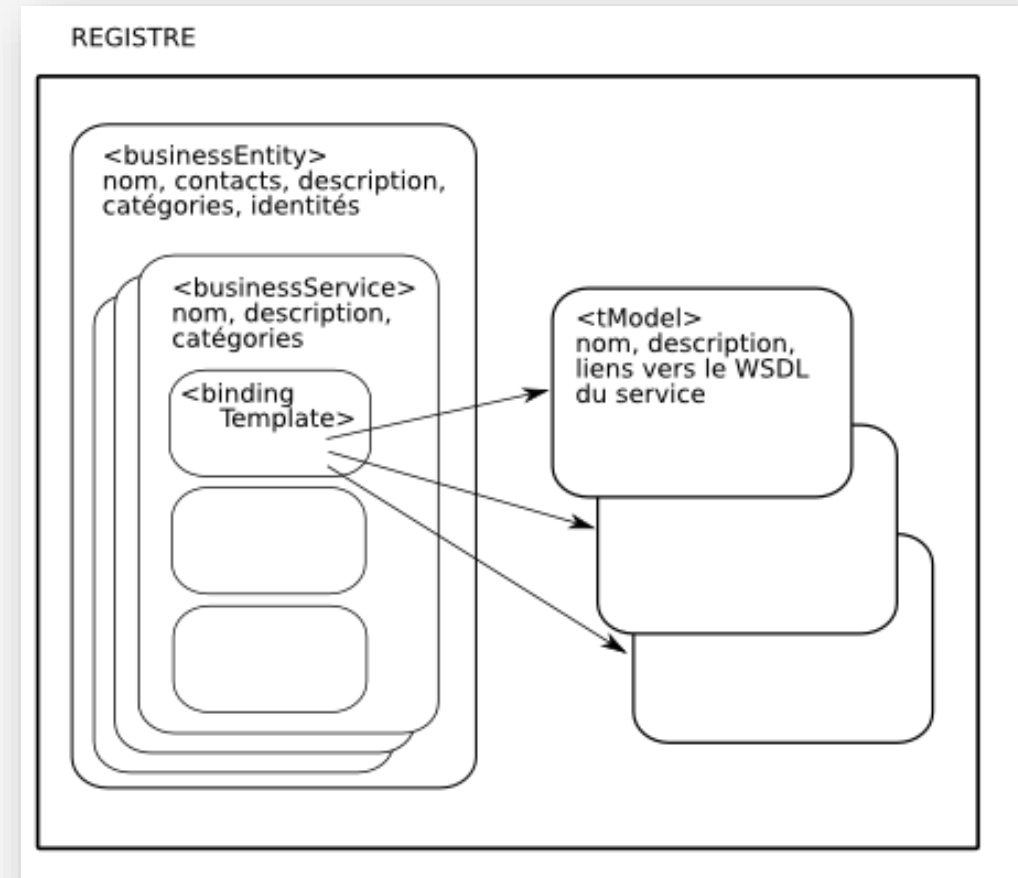 REGISTRE
<businessEntity>
nom, contacts, description,
catégories, identités
<businessService>
nom, description,
catégories
<binding
Template>
<tModel>
nom, description,
liens vers le WSDL
du service